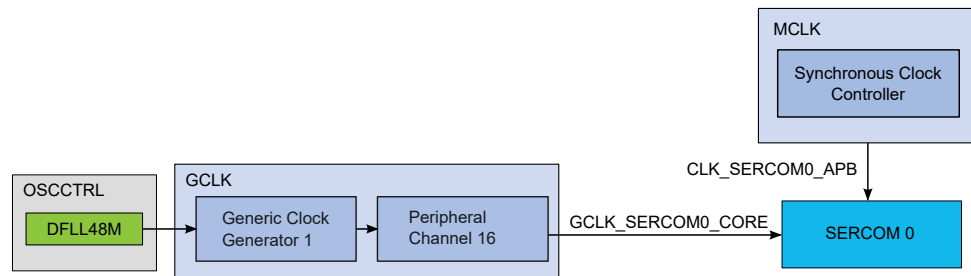 MCLK
Synchronous Clock
Controller
CLK_SERCOM0_APB
OSCCTRL
DFLL48M
GCLK
Generic Clock
Generator 1
Peripheral
Channel 16
GCLK_SERCOM0_CORE
SERCOM 0